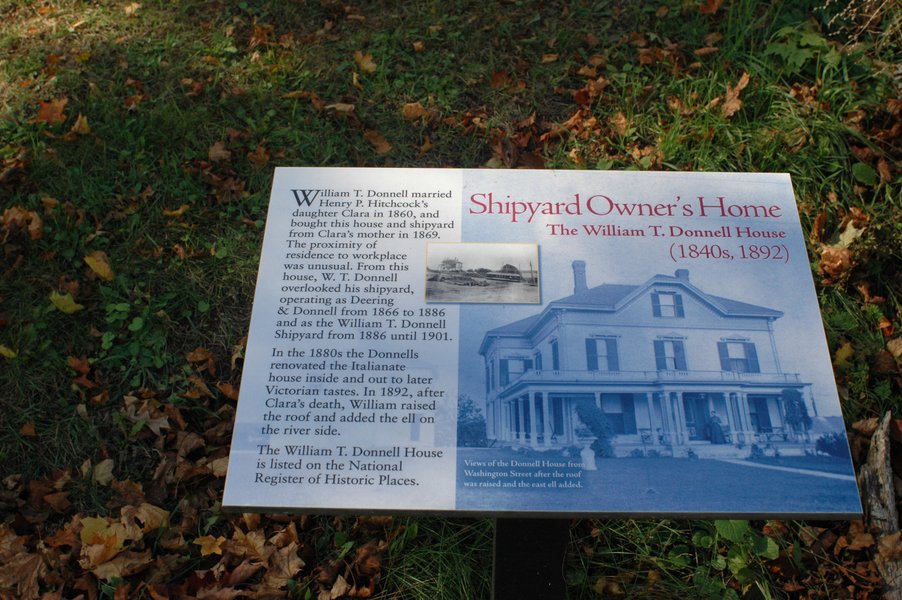 William T. Donnell married
Henry P. Hitchcock's
daughter Clara in 1860, and
bought this house and shipyard
from Clara's mother in 1869.
The proximity of
residence to workplace
was unusual. From this
house, W. T. Donnell
overlooked his shipyard,
operating as Deering
& Donnell from 1866 to 1886
and as the William T. Donnell
Shipyard from 1886 until 1901.
In the 1880s the Donnells
renovated the Italianate
house inside and out to later
Victorian tastes. In 1892, after
Clara's death, William raised
the roof and added the ell on
the river side.
The William T. Donnell House
is listed on the National
Register of Historic Places.
Shipyard Owner's Home
The William T. Donnell House
(1840s, 1892)
Views of the Donnell House from
Washington Street after the roof
was raised and the east ell added.